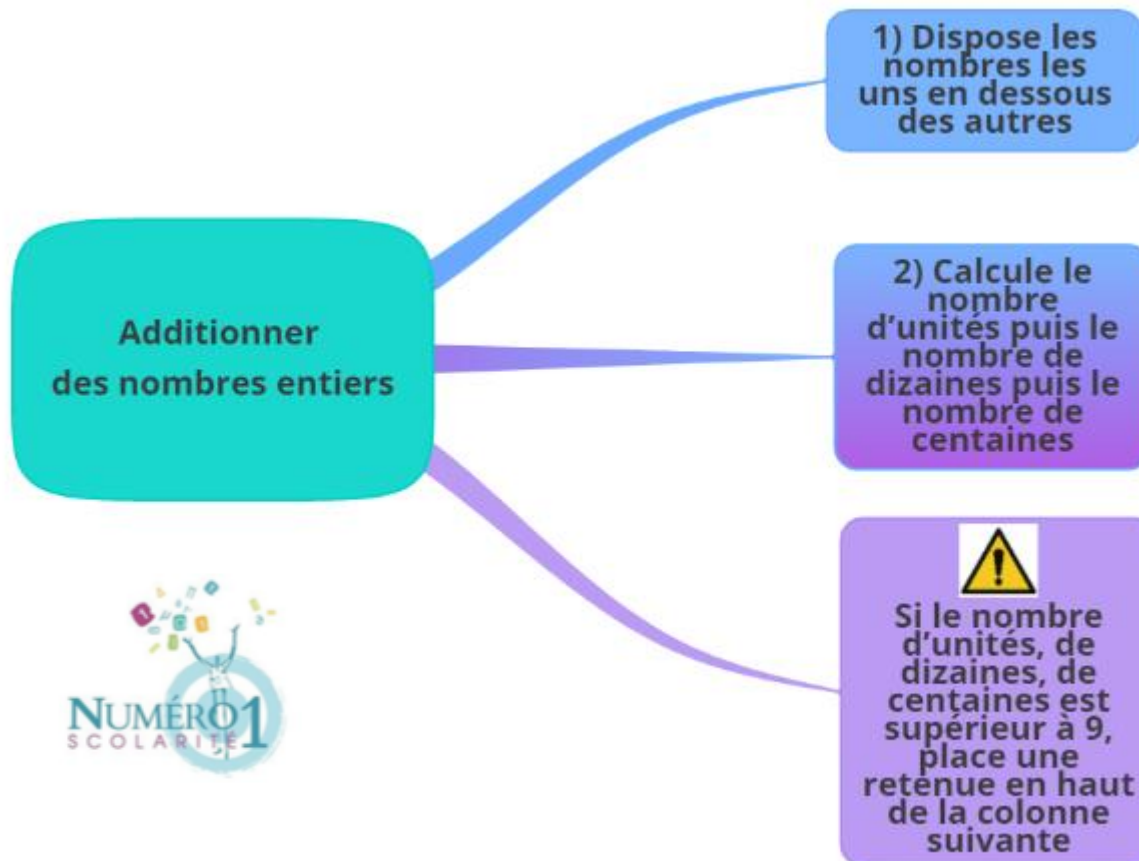 Additionner
des nombres entiers
1) Dispose les
nombres les
uns en dessous
des autres
2) Calcule le
nombre
d’unités puis le
nombre de
dizaines puis le
nombre de
centaines
Si le nombre
d’unités, de
dizaines, de
centaines est
supérieur à 9,
place une
retenue en haut
de la colonne
suivante
NUMÉRO1
SCOLARITÉ